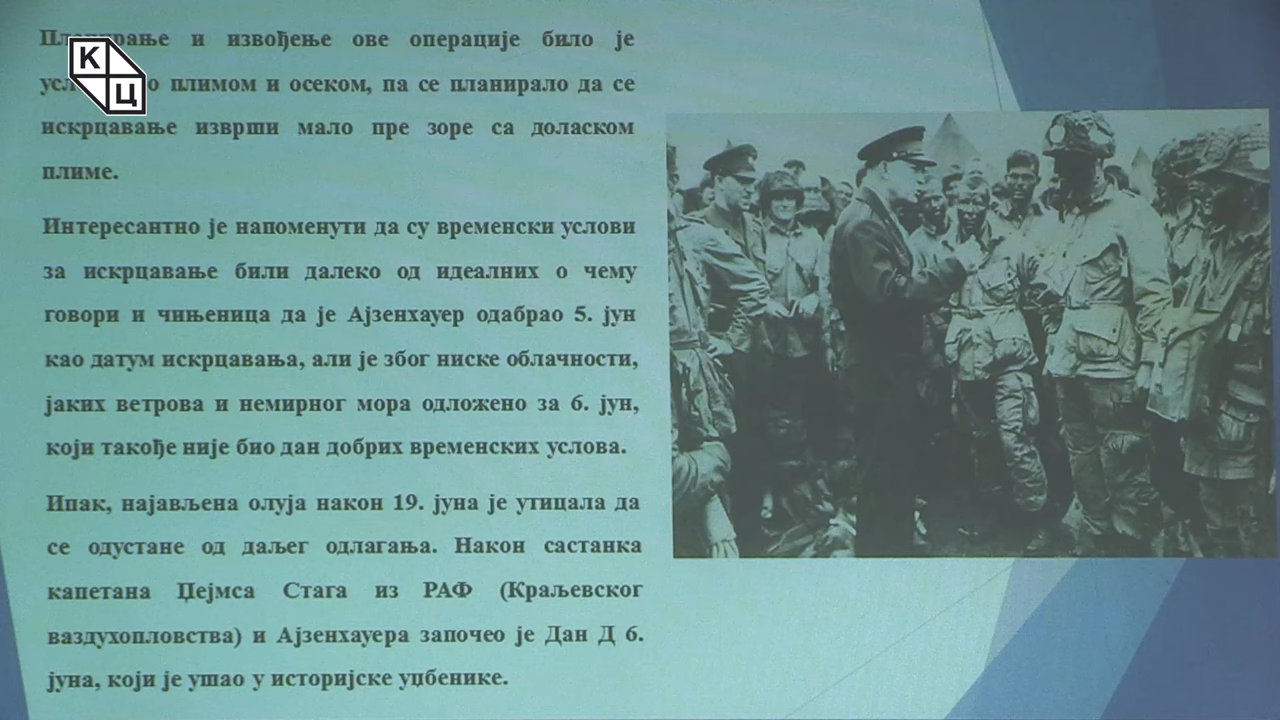 и извођење ове операције било је
К
Ц
плимом и осеком, па се планирало да се
искрцавање изврши мало пре зоре са доласком
плиме.
Интересантно је напоменути да су временски услови
за искрцавање били далеко од идеалних о чему
говори и чињеница да је Ајзенхауер одабрао 5. јун
као датум искрцавања, али је због ниске облачности,
јаких ветрова и немирног мора одложено за 6. јун,
који такође није био дан добрих временских услова.
Ипак, најављена олуја након 19. јуна је утицала да
се одустане од даљег одлагања. Након састанка
капетана Џејмса Стага из РАФ (Краљевског
ваздухопловства) и Ајзенхауера започео је Дан Д 6.
јуна, који је ушао у историјске уџбенике.